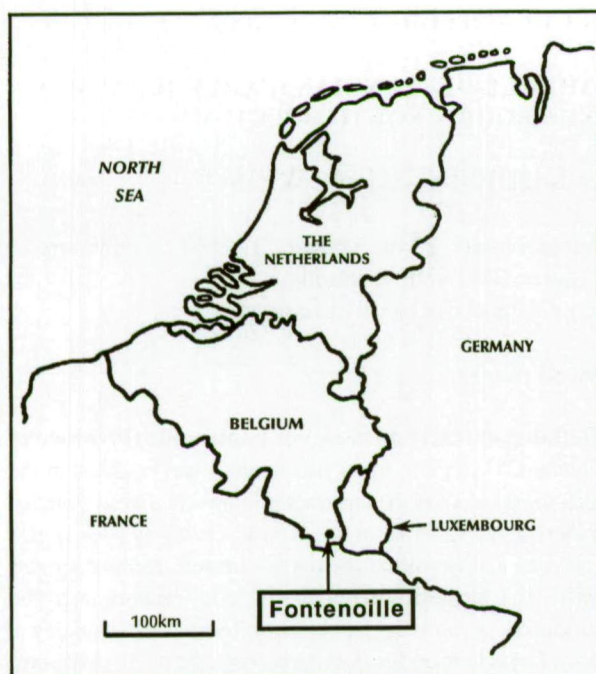 NORTH
SEA
THE
NETHERLANDS
GERMANY
BELGIUM
FRANCE
LUXEMBOURG
Fontenoille
100km